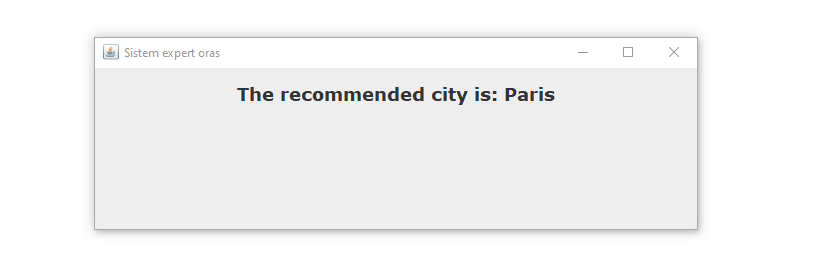 Sistem expert oras
The recommended city is: Paris